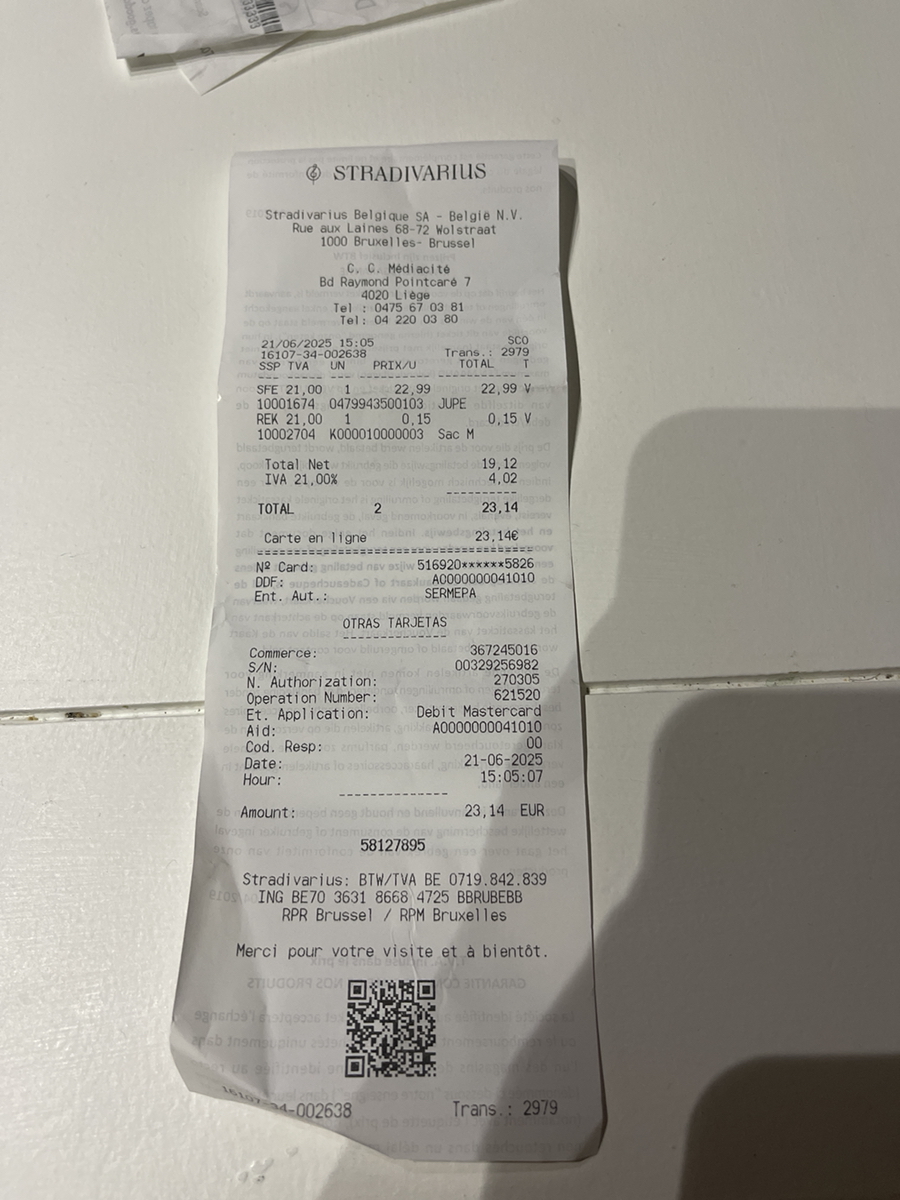 STRADIVARIUS
Stradivarius Belgique SA - België N.V.
Rue aux Laines 68-72 Wolstraat
1000 Bruxelles- Brussel
C. C. Médiacité
Bd Raymond Pointcaré 7
4020 Liège
Tel : 0475 67 03 81
Tel: 04 220 03 80
21/06/2025 15:05 SCO
16107-34-002638 Trans.: 2979
SSP TVA UN PRIX/U TOTAL T
SFE 21,00 1 22,99 22,99 V
10001674 0479943500103 JUPE
REK 21,00 1 0,15 0,15 V
10002704 K000010000003 Sac M
Total Net 19,12
IVA 21,00% 4,02
TOTAL 2 23,14
Carte en ligne 23,14€
Nº Card: 516920******5826
DDF: A0000000041010
Ent. Aut.: SERMEPA
OTRAS TARJETAS
Commerce: 367245016
S/N: 00329256982
N. Authorization: 270305
Operation Number: 621520
Et. Application: Debit Mastercard
Aid: A0000000041010
Cod. Resp: 00
Date: 21-06-2025
Hour: 15:05:07
Amount: 23,14 EUR
58127895
Stradivarius: BTW/TVA BE 0719.842.839
ING BE70 3631 8668 4725 BBRUBEBB
RPR Brussel / RPM Bruxelles
Merci pour votre visite et à bientôt.
16107-34-002638 Trans.: 2979